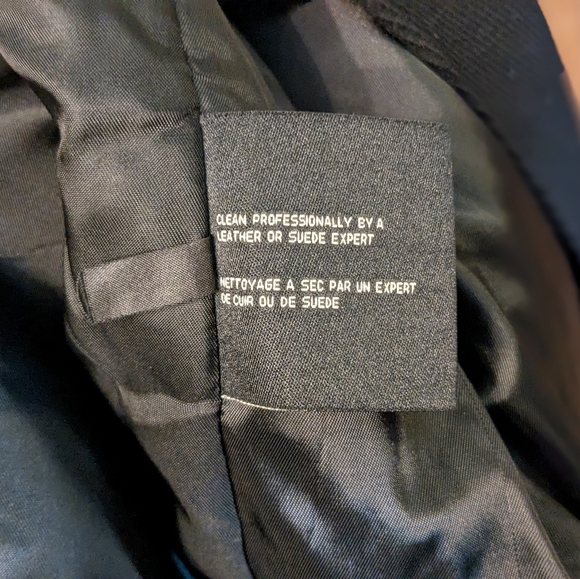 CLEAN PROFESSIONALLY BY A
LEATHER OR SUEDE EXPERT
NETTOYAGE A SEC PAR UN EXPERT
DE CUIR OU DE SUEDE